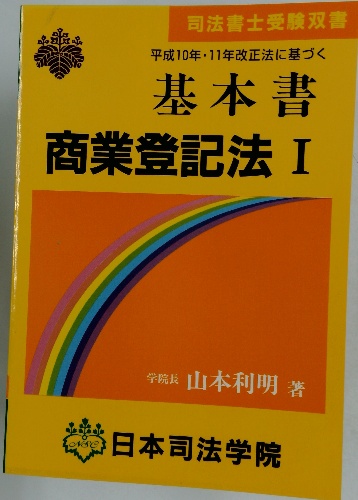 司法書士受験双書
平成10年・11年改正法に基づく
基本書
商業登記法 I
学院長 山本利明 著
日本司法学院